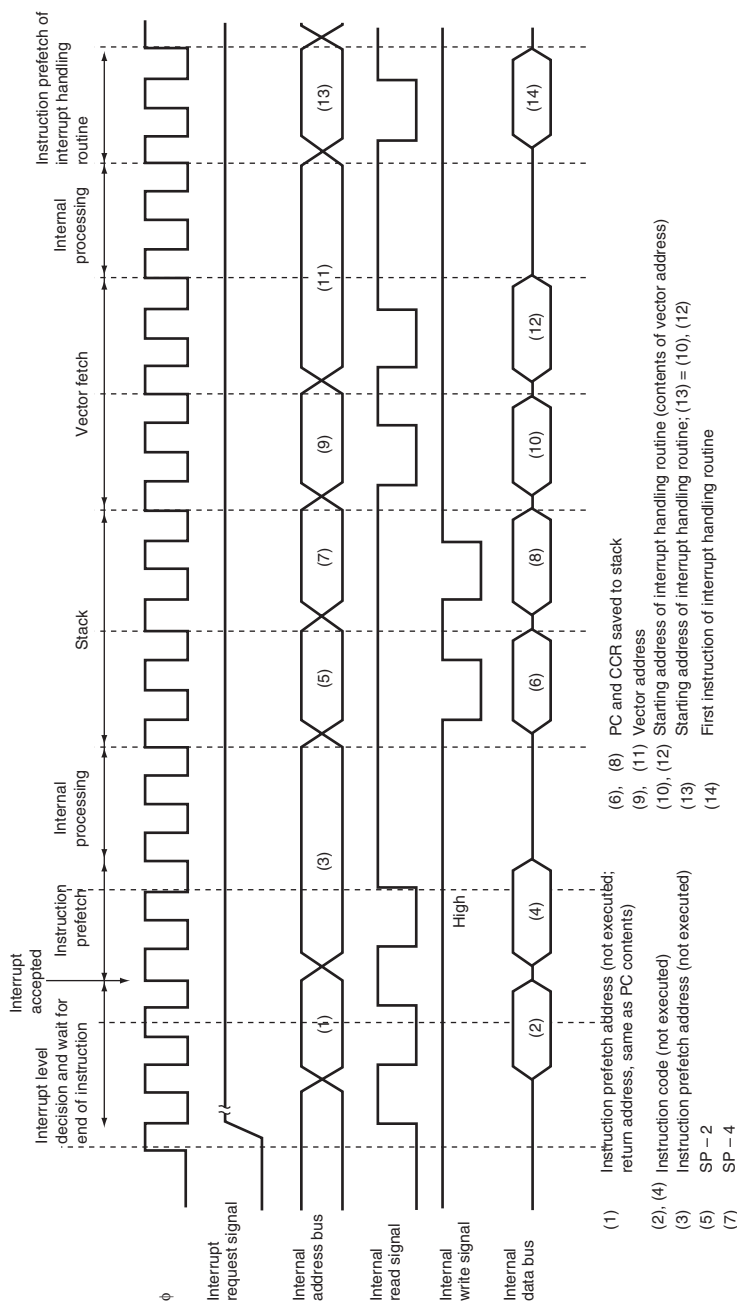 Interrupt
accepted
Interrupt level
decision and wait for
end of instruction
Instruction
prefetch
Internal
processing
Stack
Vector fetch
Internal
processing
Instruction prefetch of
interrupt handling
routine
φ
Interrupt
request signal
Internal
address bus
(1)
(3)
(5)
(7)
(9)
(11)
(13)
Internal
read signal
Internal
write signal
High
Internal
data bus
(2)
(4)
(6)
(8)
(10)
(12)
(14)
(1) Instruction prefetch address (not executed;
return address, same as PC contents)
(2), (4) Instruction code (not executed)
(3) Instruction prefetch address (not executed)
(5) SP – 2
(7) SP – 4
(6), (8) PC and CCR saved to stack
(9), (11) Vector address
(10), (12) Starting address of interrupt handling routine (contents of vector address)
(13) Starting address of interrupt handling routine; (13) = (10), (12)
(14) First instruction of interrupt handling routine